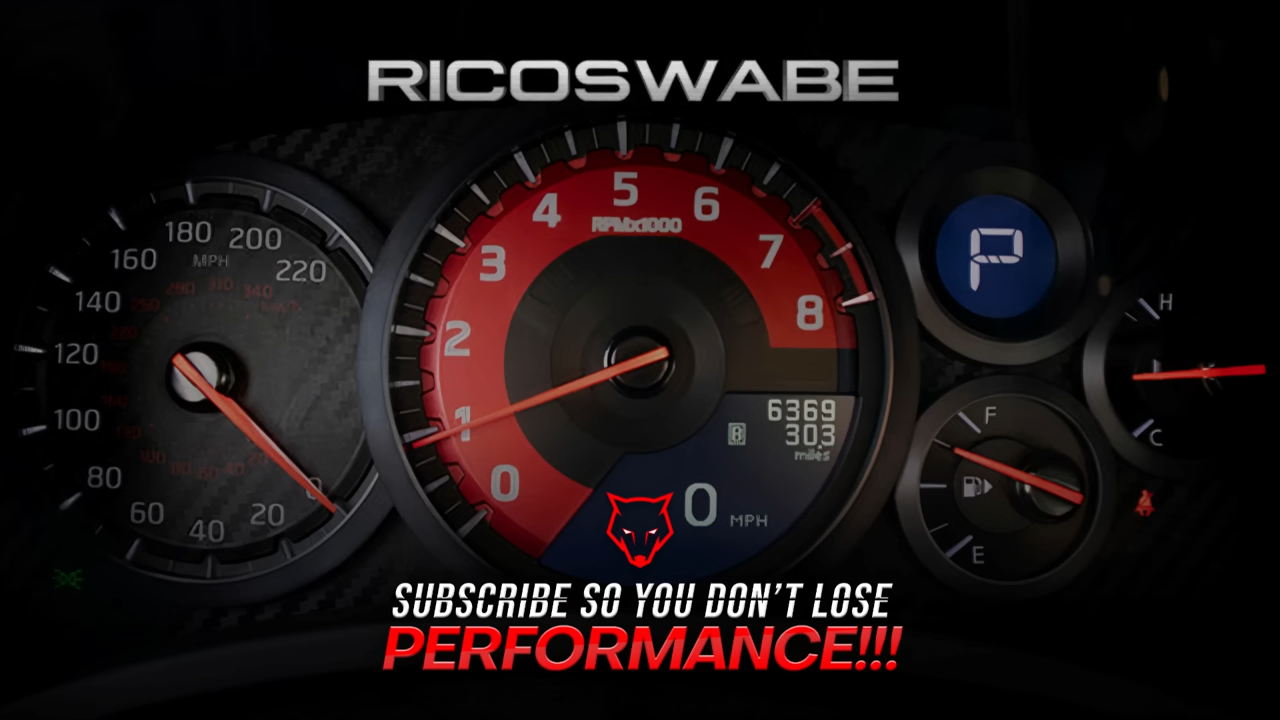 RICOSWABE
180 200
160 MPH 220
140
120
100
80
60 40 20 0
5
4 6
RPMx1000
3 7
2 8
1
0
6369
303
miles
0 MPH
P
H
C
F
E
SUBSCRIBE SO YOU DON'T LOSE
PERFORMANCE!!!